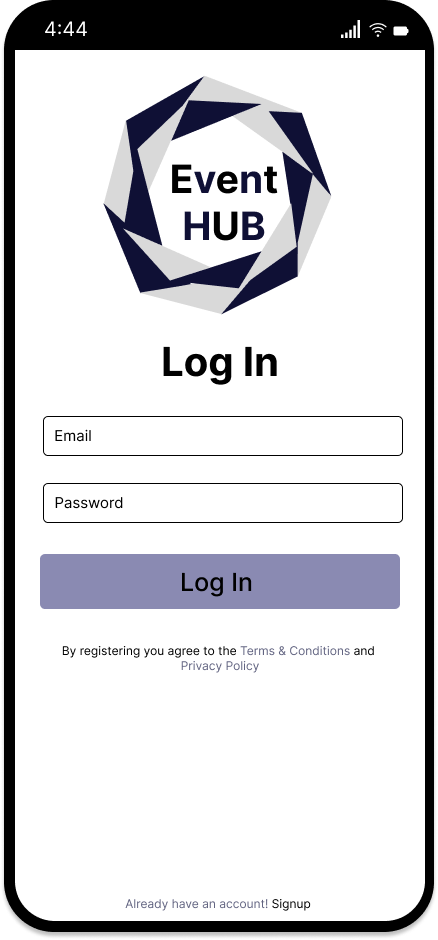 4:44
Event
HUB
Log In
Email
Password
Log In
By registering you agree to the Terms & Conditions and
Privacy Policy
Already have an account! Signup